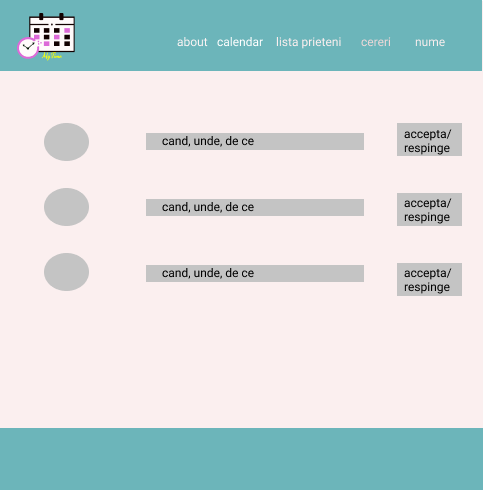 My Time
about calendar lista prieteni cereri nume
cand, unde, de ce
accepta/
respinge
cand, unde, de ce
accepta/
respinge
cand, unde, de ce
accepta/
respinge